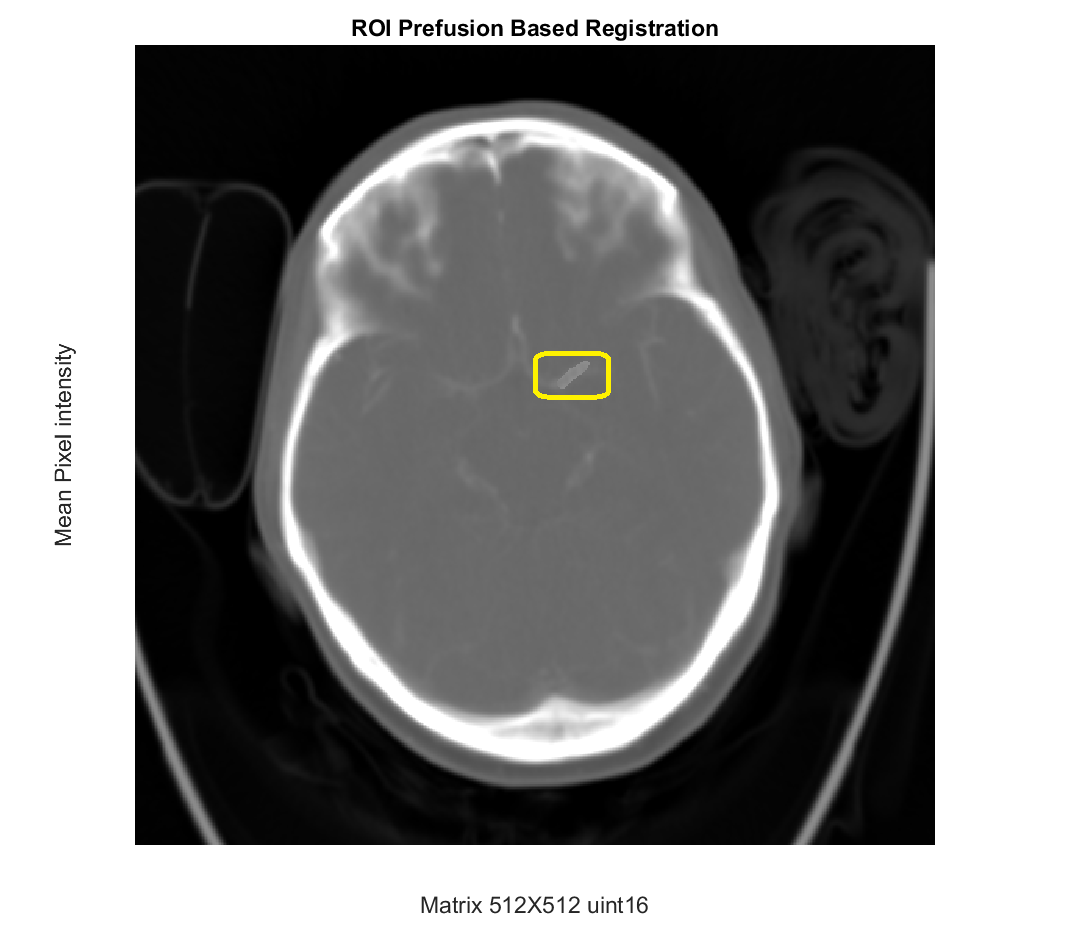 ROI Prefusion Based Registration
Mean Pixel intensity
Matrix 512X512 uint16